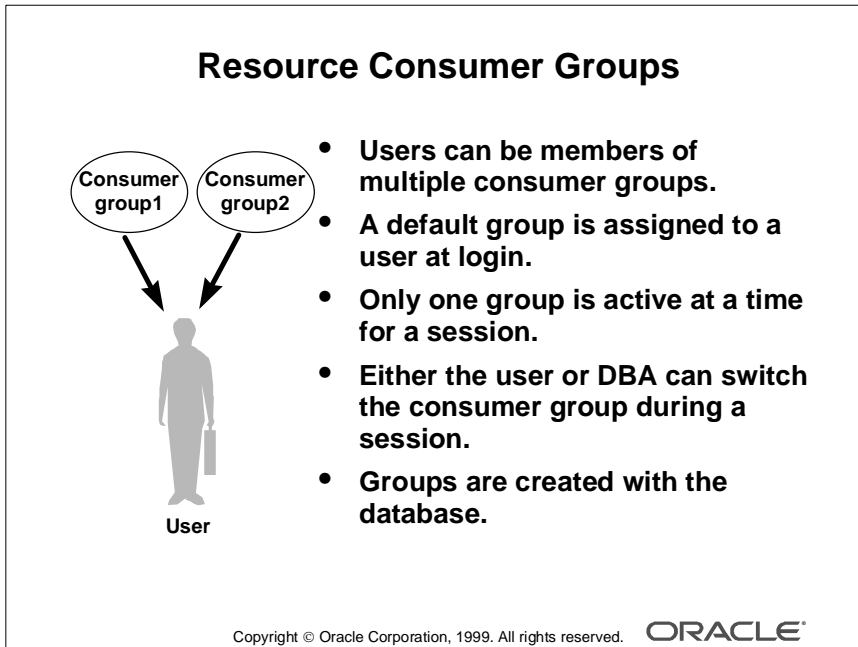 Resource Consumer Groups
Consumer
group1
Consumer
group2
User
• Users can be members of
multiple consumer groups.
• A default group is assigned to a
user at login.
• Only one group is active at a time
for a session.
• Either the user or DBA can switch
the consumer group during a
session.
• Groups are created with the
database.
Copyright © Oracle Corporation, 1999. All rights reserved.
ORACLE®